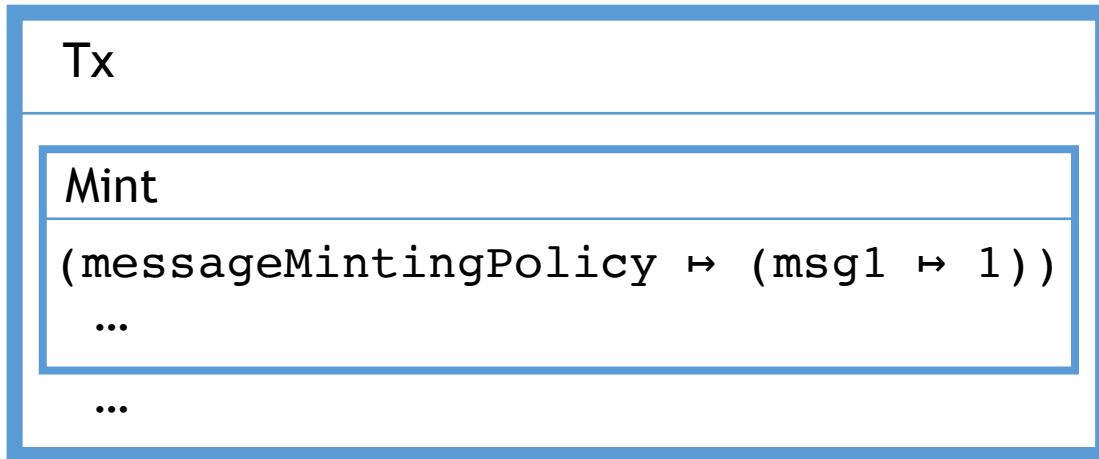 Tx
Mint
(messageMintingPolicy ↦ (msg1 ↦ 1))
…
…